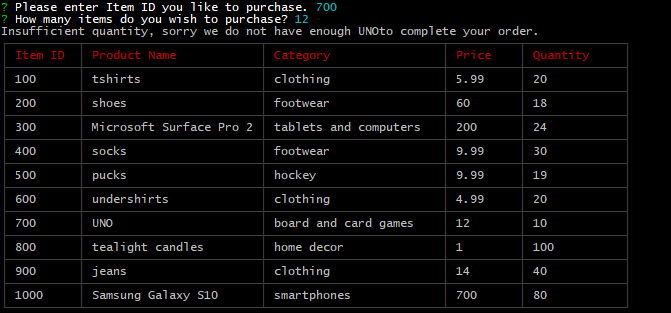 ? Please enter Item ID you like to purchase. 700
? How many items do you wish to purchase? 12
Insufficient quantity, sorry we do not have enough UNOto complete your order.
Item ID Product Name Category Price Quantity
100 tshirts clothing 5.99 20
200 shoes footwear 60 18
300 Microsoft Surface Pro 2 tablets and computers 200 24
400 socks footwear 9.99 30
500 pucks hockey 9.99 19
600 undershirts clothing 4.99 20
700 UNO board and card games 12 10
800 tealight candles home decor 1 100
900 jeans clothing 14 40
1000 Samsung Galaxy S10 smartphones 700 80